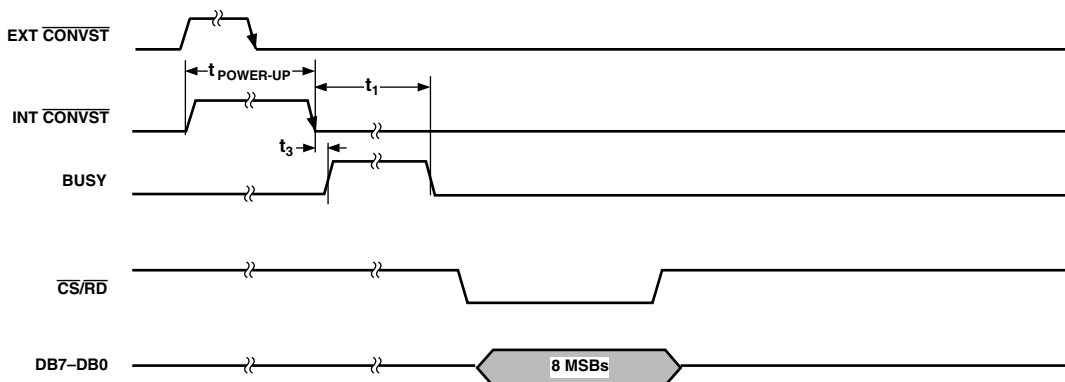 EXT CONVST
t POWER-UP
t1
INT CONVST
t3
BUSY
CS/RD
DB7–DB0
8 MSBs